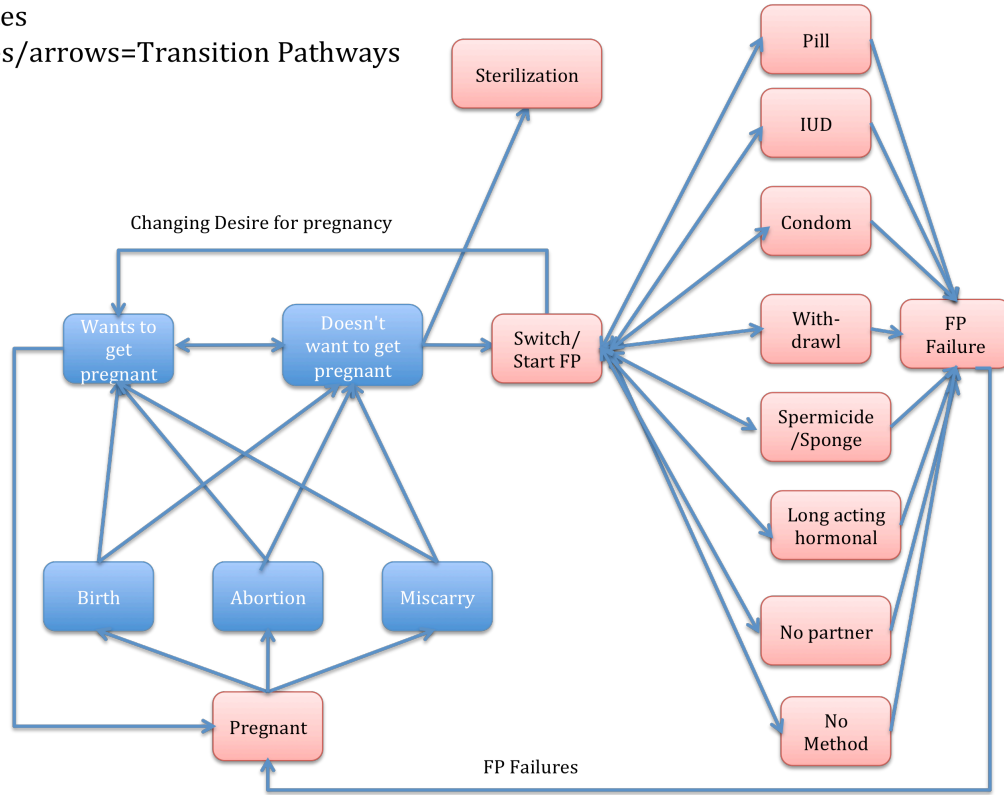 es
s/arrows=Transition Pathways
Sterilization
Pill
IUD
Condom
With-
drawl
Spermicide
/Sponge
Long acting
hormonal
No partner
No
Method
FP
Failure
Changing Desire for pregnancy
Wants to
get
pregnant
Doesn't
want to get
pregnant
Switch/
Start FP
Birth
Abortion
Miscarry
Pregnant
FP Failures